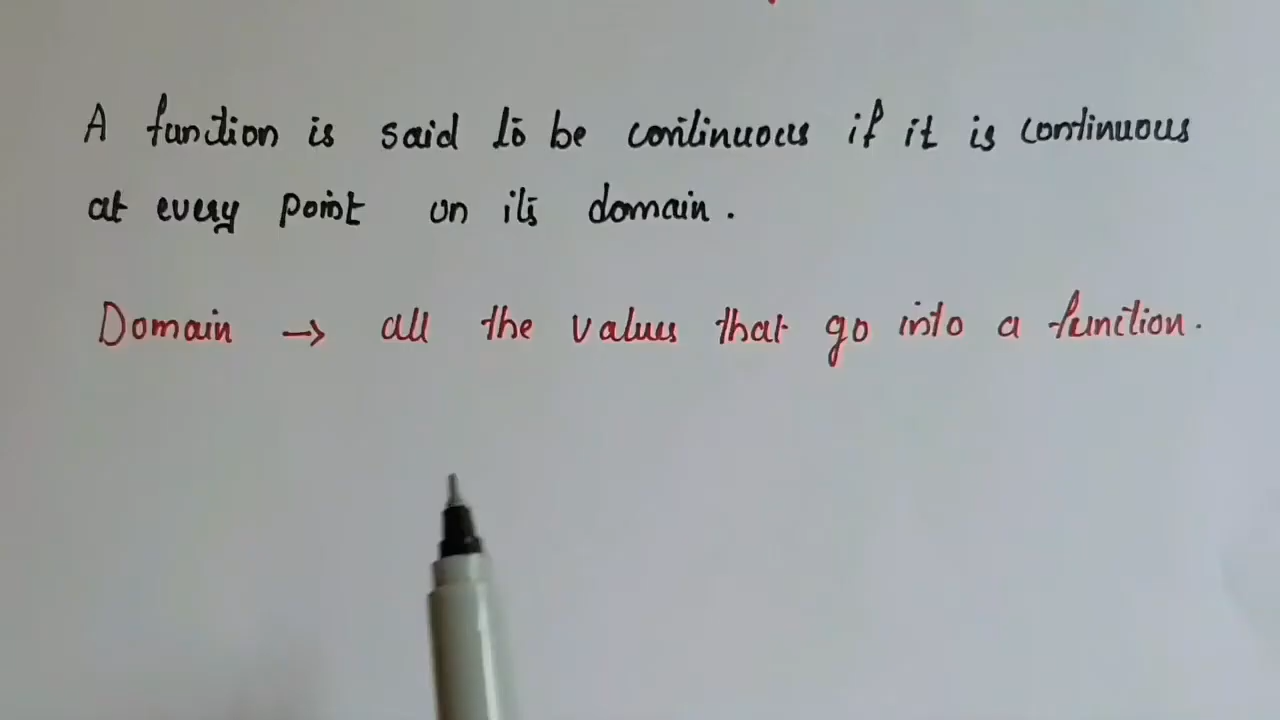 A function is said to be continuous if it is continuous
at every point on its domain.
Domain → all the values that go into a function.